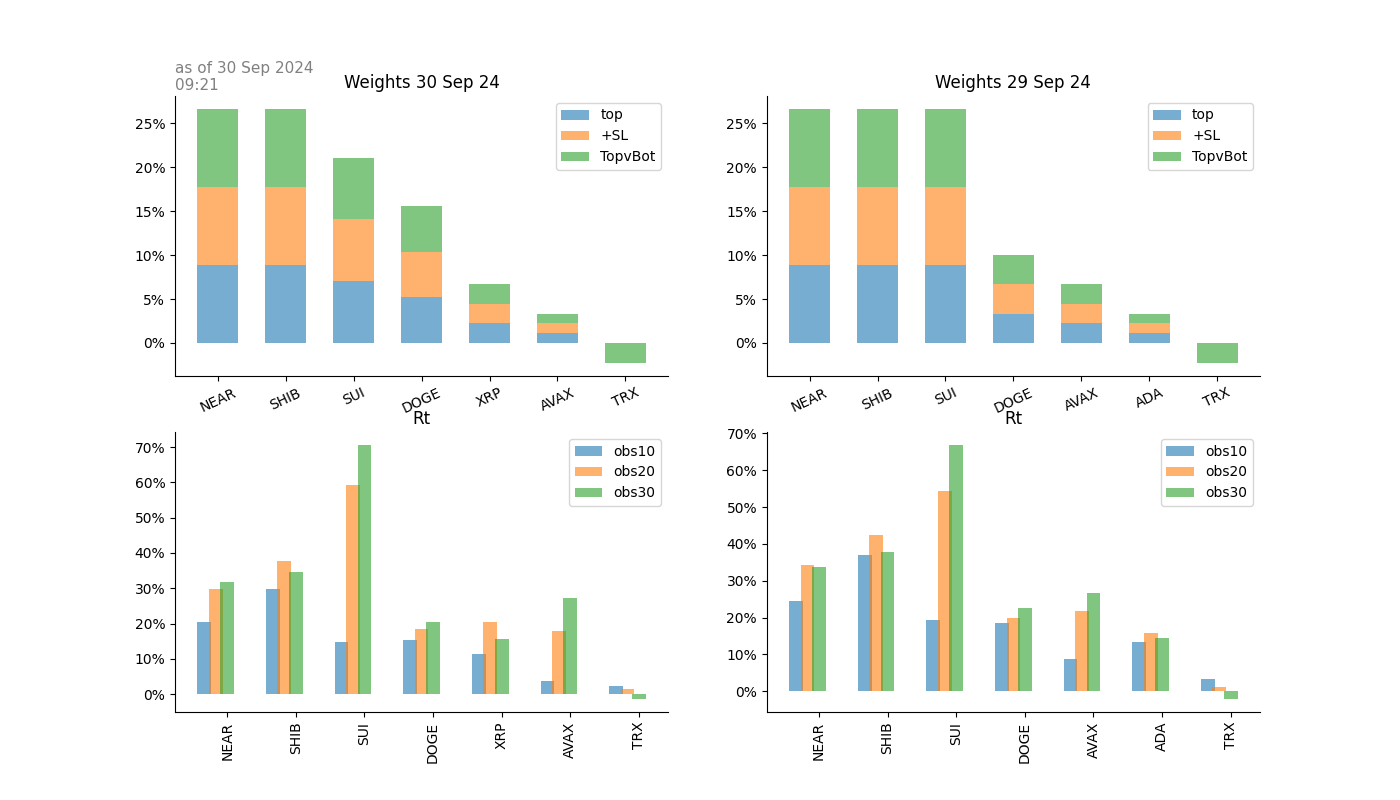 as of 30 Sep 2024
09:21
Weights 30 Sep 24
25%
20%
15%
10%
5%
0%
top
+SL
TopvBot
NEAR SHIB SUI DOGE XRP AVAX TRX
Weights 29 Sep 24
25%
20%
15%
10%
5%
0%
top
+SL
TopvBot
NEAR SHIB SUI DOGE AVAX ADA TRX
Rt
70%
60%
50%
40%
30%
20%
10%
0%
obs10
obs20
obs30
NEAR SHIB SUI DOGE XRP AVAX TRX
Rt
70%
60%
50%
40%
30%
20%
10%
0%
obs10
obs20
obs30
NEAR SHIB SUI DOGE AVAX ADA TRX